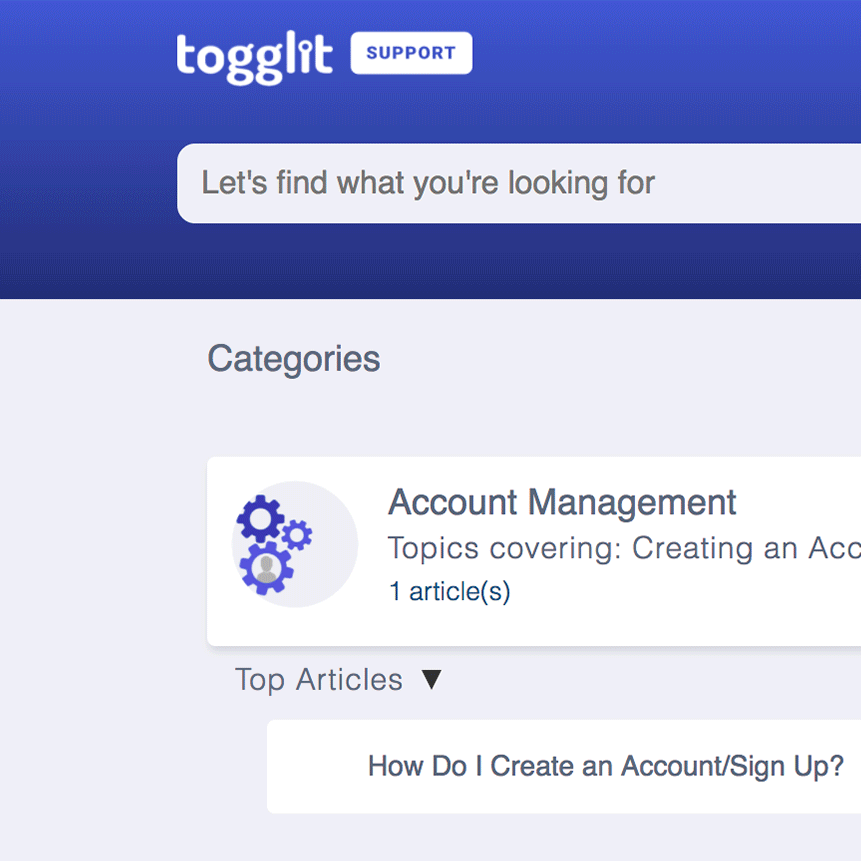 togglit SUPPORT
Let's find what you're looking for
Categories
Account Management
Topics covering: Creating an Acc
1 article(s)
Top Articles ▼
How Do I Create an Account/Sign Up?